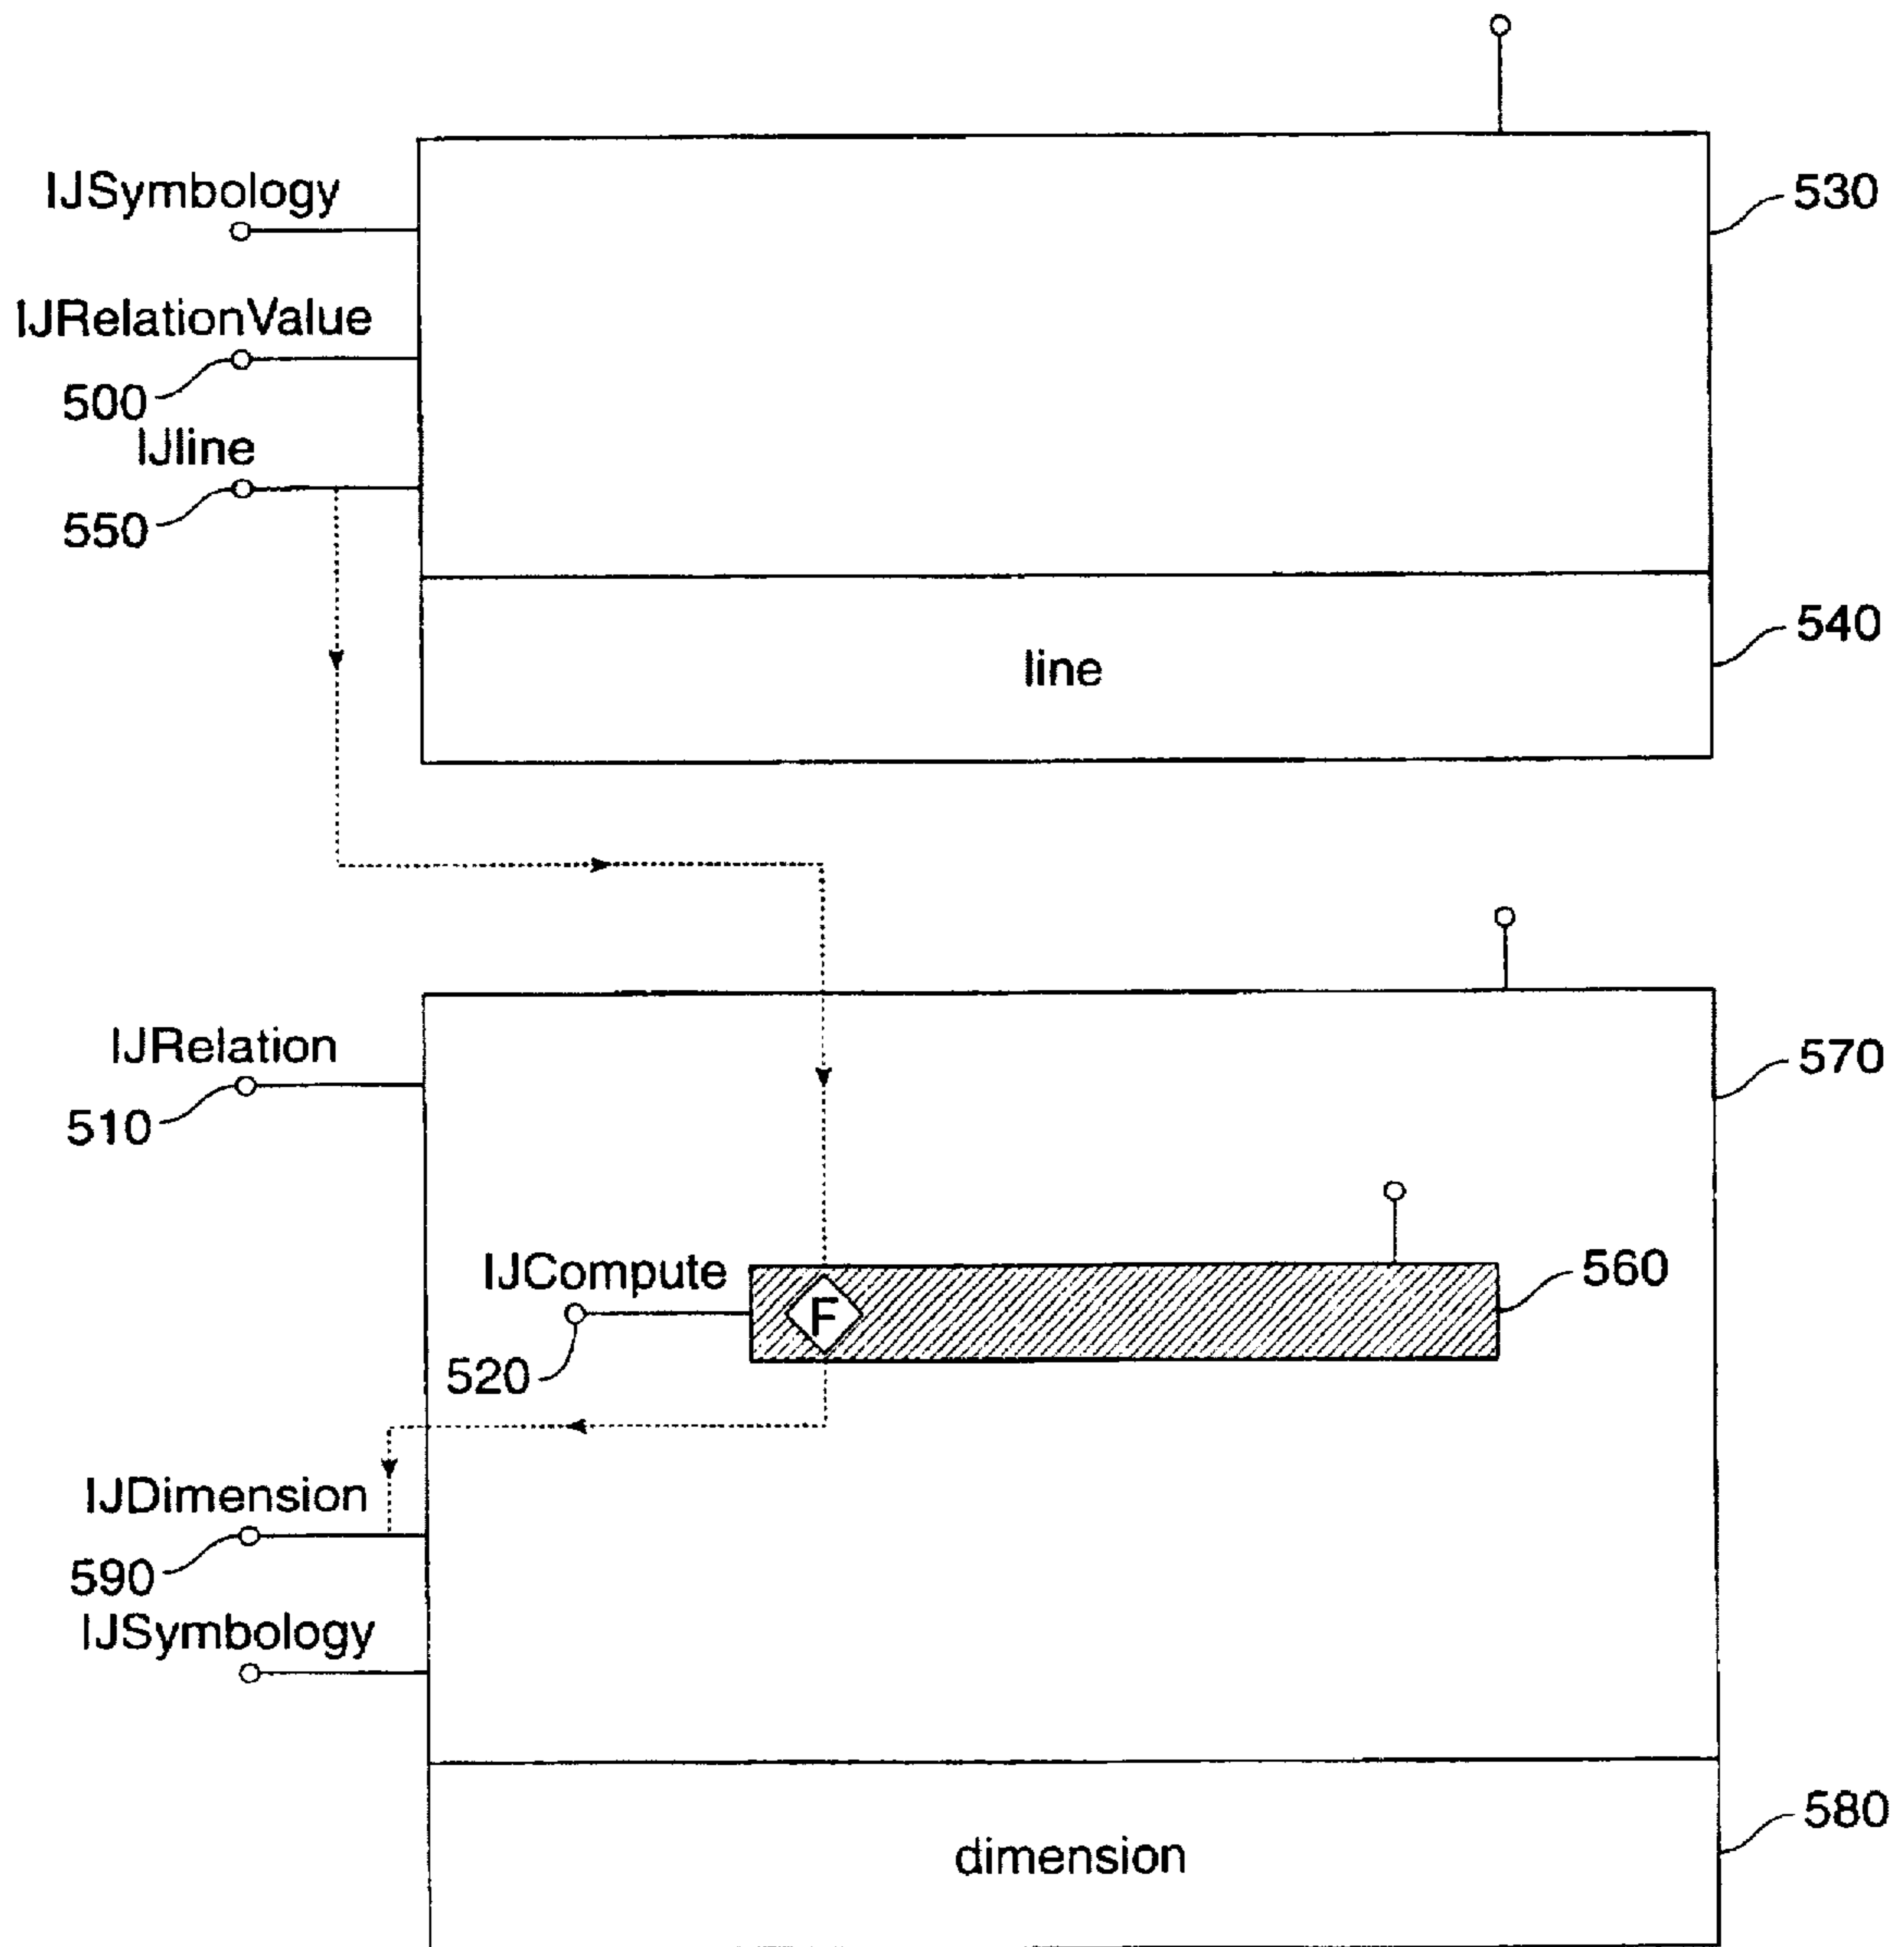 IJSymbology
530
IJRelationValue
500
IJline
550
540
line
IJRelation
510
570
IJCompute
560
F
520
IJDimension
590
IJSymbology
580
dimension